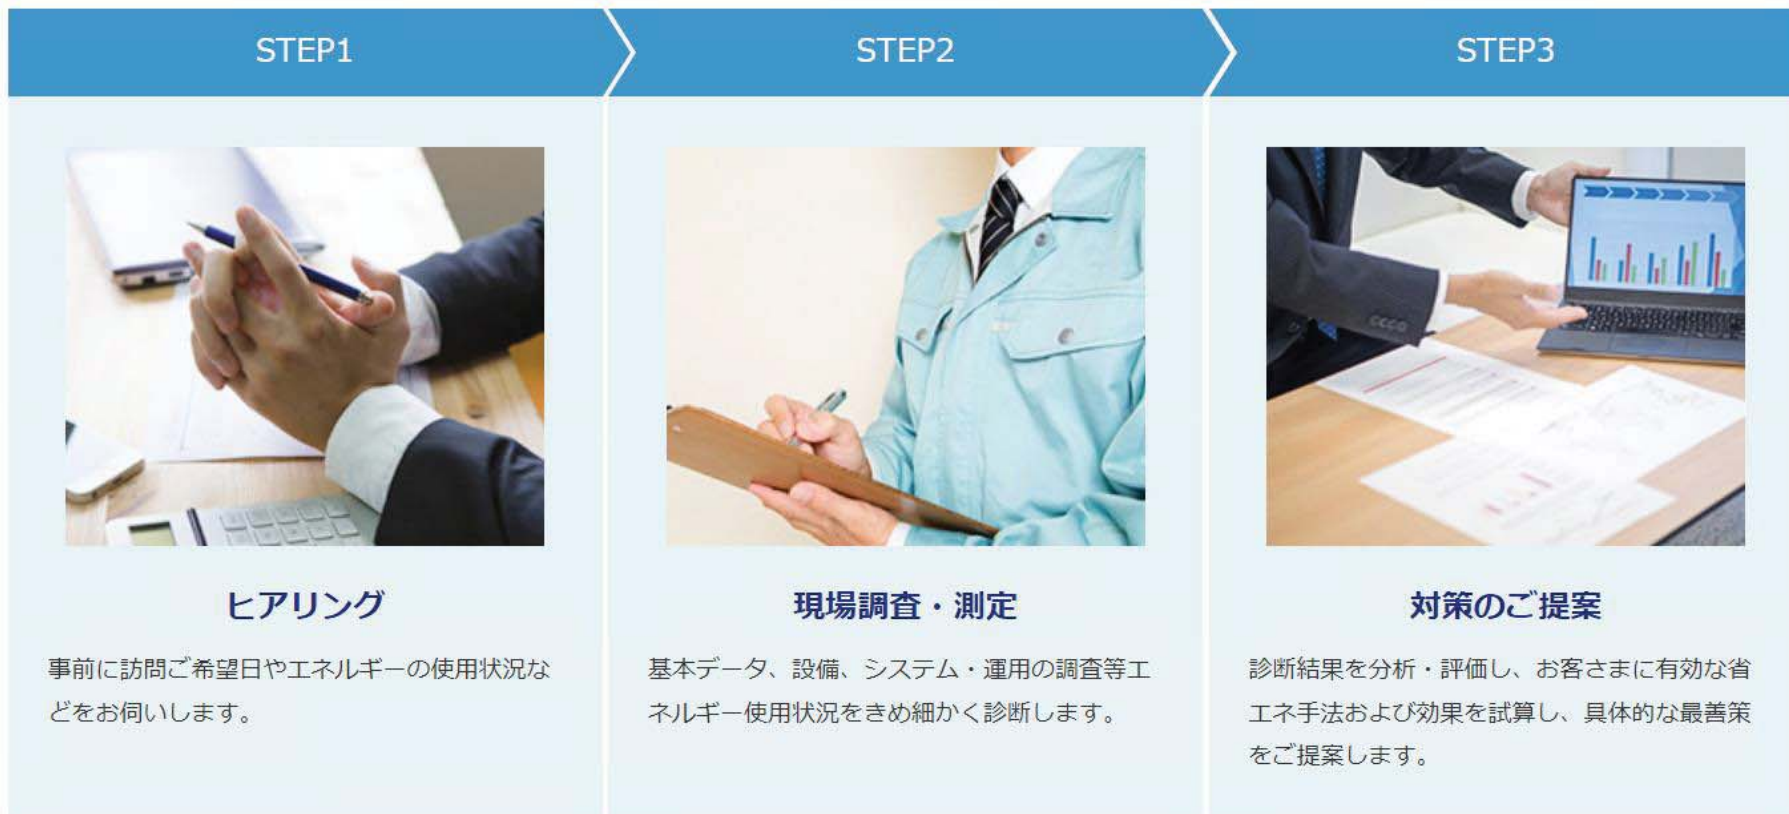 STEP1
STEP2
STEP3
ヒアリング
事前に訪問ご希望日やエネルギーの使用状況な
どをお伺いします。
現場調査・測定
基本データ、設備、システム・運用の調査等エ
ネルギー使用状況をきめ細かく診断します。
対策のご提案
診断結果を分析・評価し、お客さまに有効な省
エネ手法および効果を試算し、具体的な最善策
をご提案します。